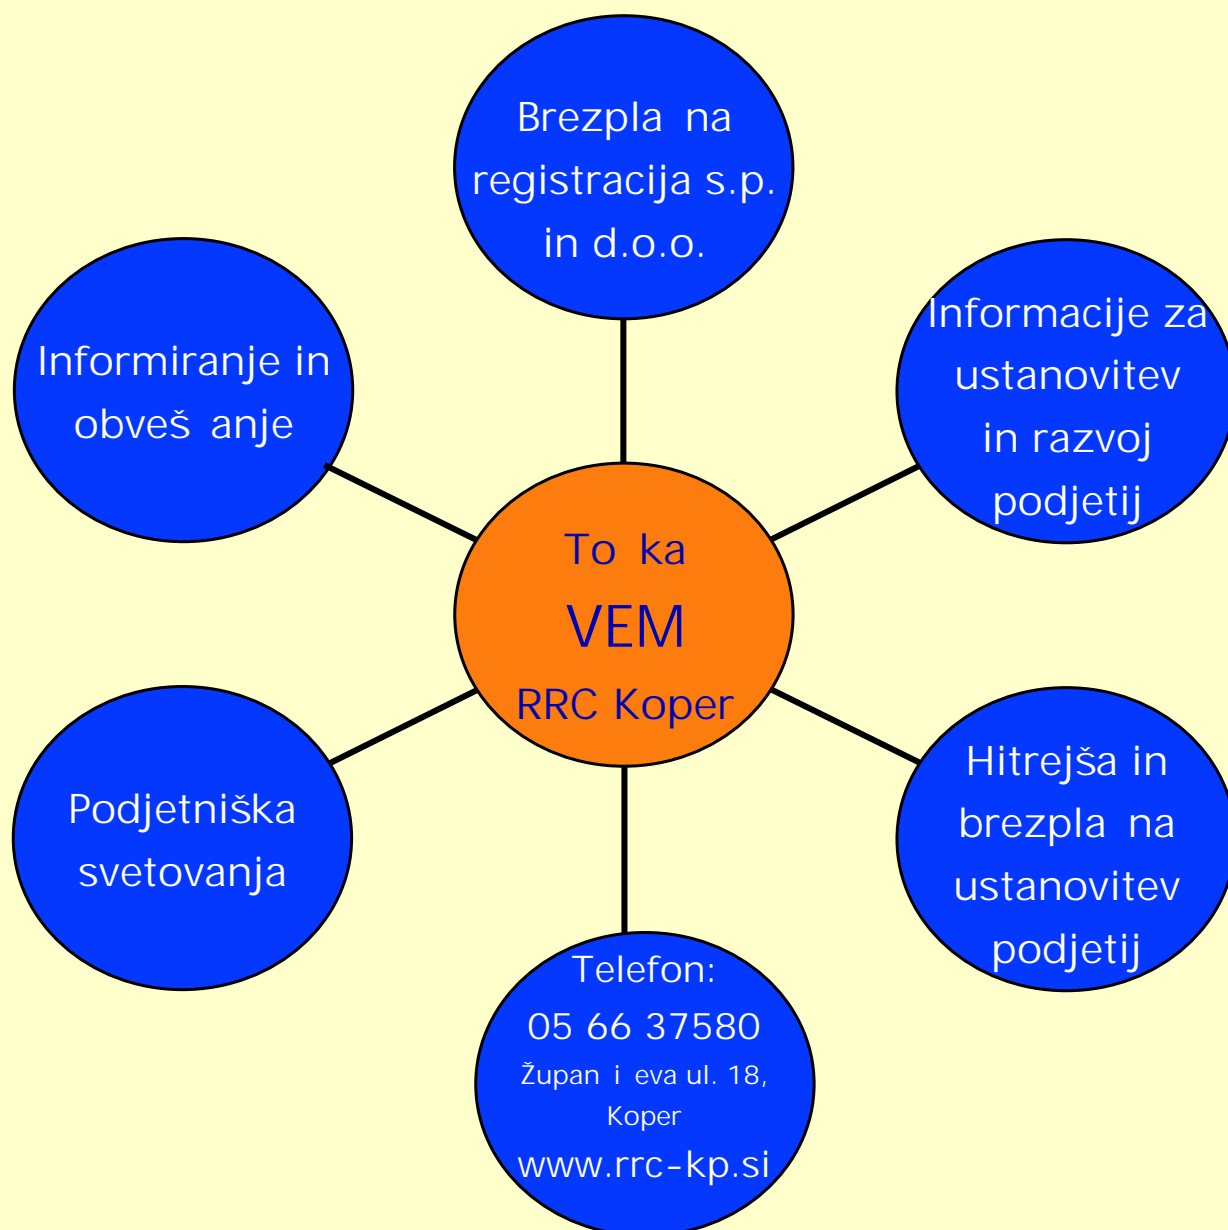 Brezpla na
registracija s.p.
in d.o.o.
Informiranje in
obveš anje
Informacije za
ustanovitev
in razvoj
podjetij
To ka
VEM
RRC Koper
Podjetniška
svetovanja
Hitrejša in
brezpla na
ustanovitev
podjetij
Telefon:
05 66 37580
Župan i eva ul. 18,
Koper
www.rrc-kp.si